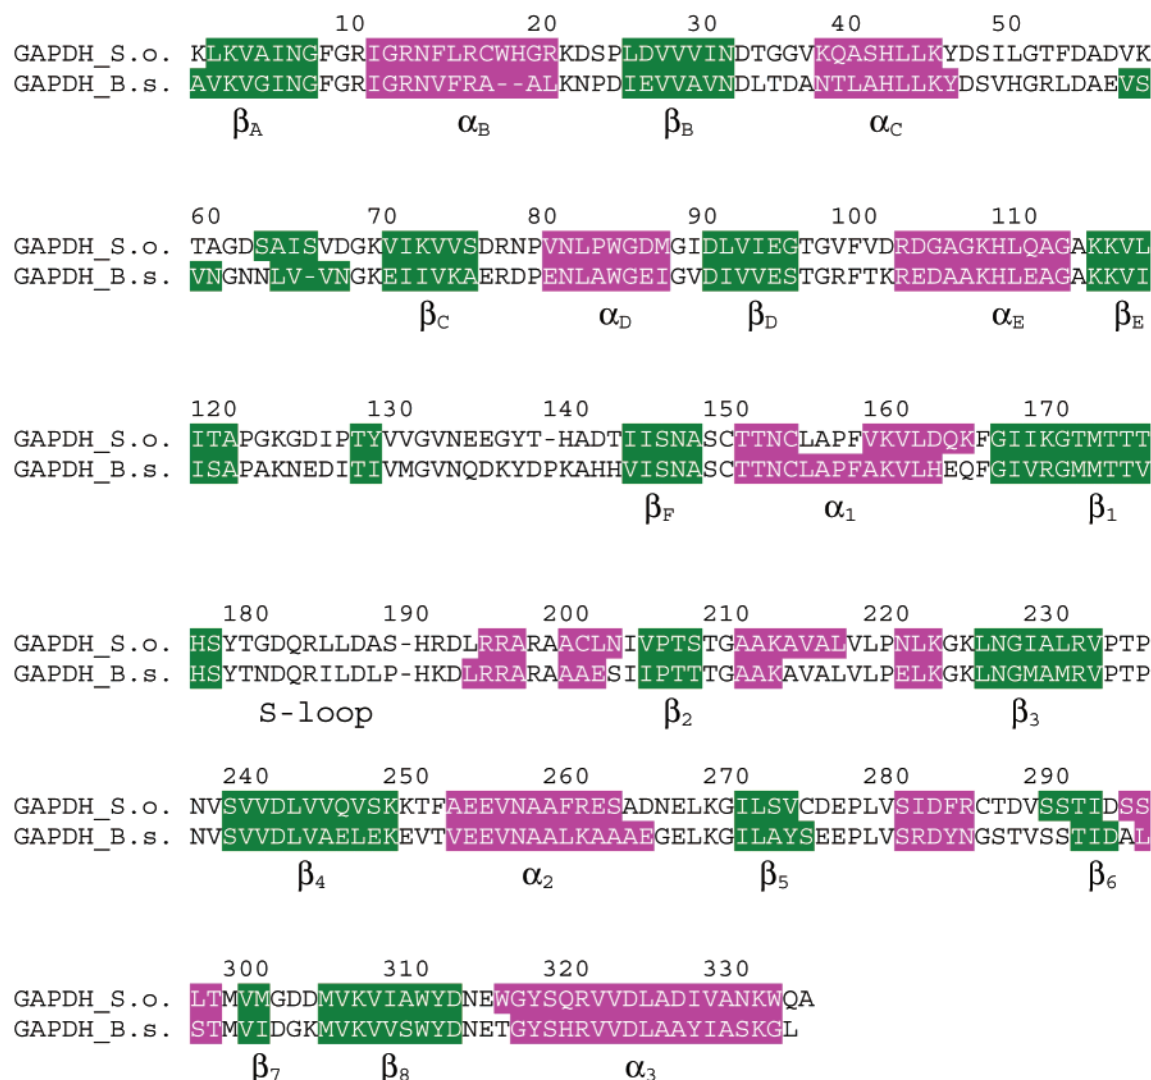 10 20 30 40 50
GAPDH_S.o. KLKVAINGFGRIGRNFLRCWHGRKDSPLDVVVINDTGGVKQASHLLKYDSILGTFDADVK
GAPDH_B.s. AVKVGINGFGRIGRNVFRA--ALKNPDIEVVAVNDLTDANTLAHLLKYDSVHGRLDAEVS
βA αB βB αC
60 70 80 90 100 110
GAPDH_S.o. TAGDSAISVDGKVIKVVSDRNPVNLPWGDMGIDLVIEGTGVFVDRDGAGKHLQAGAKKVL
GAPDH_B.s. VNGNNLV-VNGKEIIVKAERDPENLAWGEIGVDIVVESTGRFTKREDAAKHLEAGAKKVI
βC αD βD αE βE
120 130 140 150 160 170
GAPDH_S.o. ITAPGKGDIPTYVVGVNEEGYT-HADTIISNASCTTNCLAPFVKVLDQKFGIIKGTMTTT
GAPDH_B.s. ISAPAKNEDITIVMGVNQDKYDPKAHHVISNASCTTNCLAPFAKVLHEQFGIVRGMMTTV
βF α1 β1
180 190 200 210 220 230
GAPDH_S.o. HSYTGDQRLLDAS-HRDLRRARAACLNIVPTSTGAAKAVALVLPNLKGKLNGIALRVPTP
GAPDH_B.s. HSYTNDQRILDLP-HKDLRRARAAAESIIPTTTGAAKAVALVLPELKGKLNGMAMRVPTP
S-loop β2 β3
240 250 260 270 280 290
GAPDH_S.o. NVSVVDLVVQVSKKTFAEEVNAAFRESADNELKGILSVCDEPLVSIDFRCTDVSSTIDSS
GAPDH_B.s. NVSVVDLVAELEKEVTVEEVNAALKAAAEGELKGILAYSEEPLVSRDYNGSTVSSTIDAL
β4 α2 β5 β6
300 310 320 330
GAPDH_S.o. LTMVMGDDMVKVIAWYDNEWGYSQRVVDLADIVANKWQA
GAPDH_B.s. STMVIDGKMVKVVSWYDNETGYSHRVVDLAAYIASKGL
β7 β8 α3